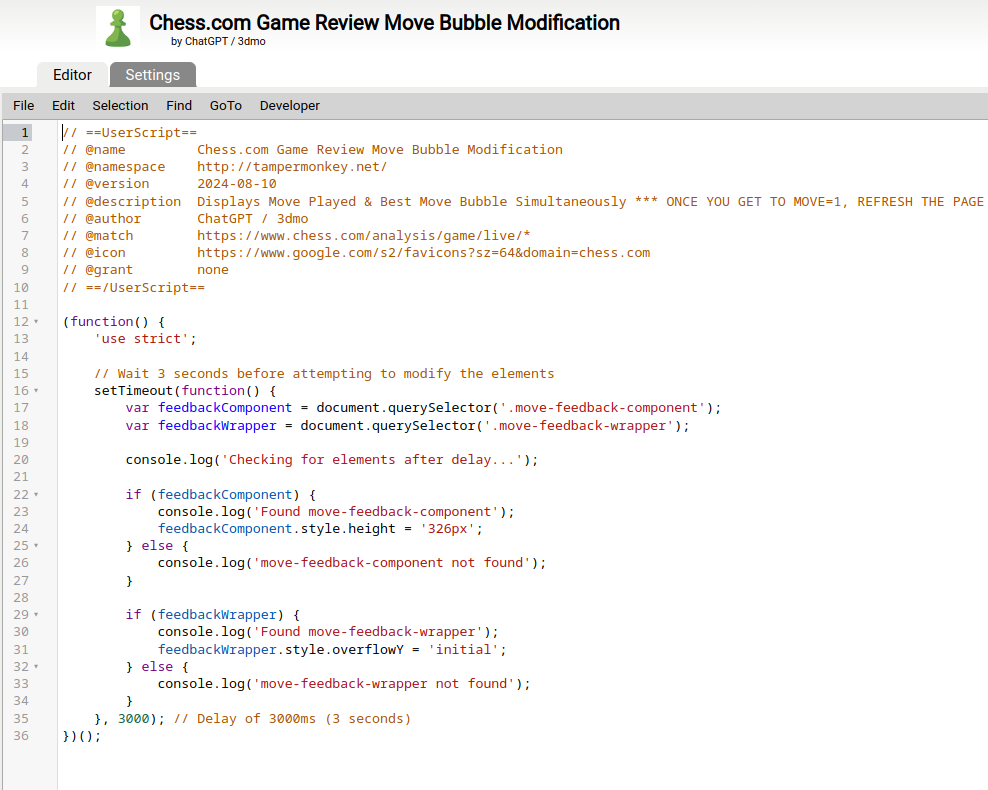 Chess.com Game Review Move Bubble Modification
by ChatGPT / 3dmo
Editor Settings
File Edit Selection Find GoTo Developer
1 // ==UserScript==
2 // @name         Chess.com Game Review Move Bubble Modification
3 // @namespace    http://tampermonkey.net/
4 // @version      2024-08-10
5 // @description  Displays Move Played & Best Move Bubble Simultaneously *** ONCE YOU GET TO MOVE=1, REFRESH THE PAGE
6 // @author       ChatGPT / 3dmo
7 // @match        https://www.chess.com/analysis/game/live/*
8 // @icon         https://www.google.com/s2/favicons?sz=64&domain=chess.com
9 // @grant        none
10 // ==/UserScript==
11
12 (function() {
13     'use strict';
14
15     // Wait 3 seconds before attempting to modify the elements
16     setTimeout(function() {
17         var feedbackComponent = document.querySelector('.move-feedback-component');
18         var feedbackWrapper = document.querySelector('.move-feedback-wrapper');
19
20         console.log('Checking for elements after delay...');
21
22         if (feedbackComponent) {
23             console.log('Found move-feedback-component');
24             feedbackComponent.style.height = '326px';
25         } else {
26             console.log('move-feedback-component not found');
27         }
28
29         if (feedbackWrapper) {
30             console.log('Found move-feedback-wrapper');
31             feedbackWrapper.style.overflowY = 'initial';
32         } else {
33             console.log('move-feedback-wrapper not found');
34         }
35     }, 3000); // Delay of 3000ms (3 seconds)
36 })();